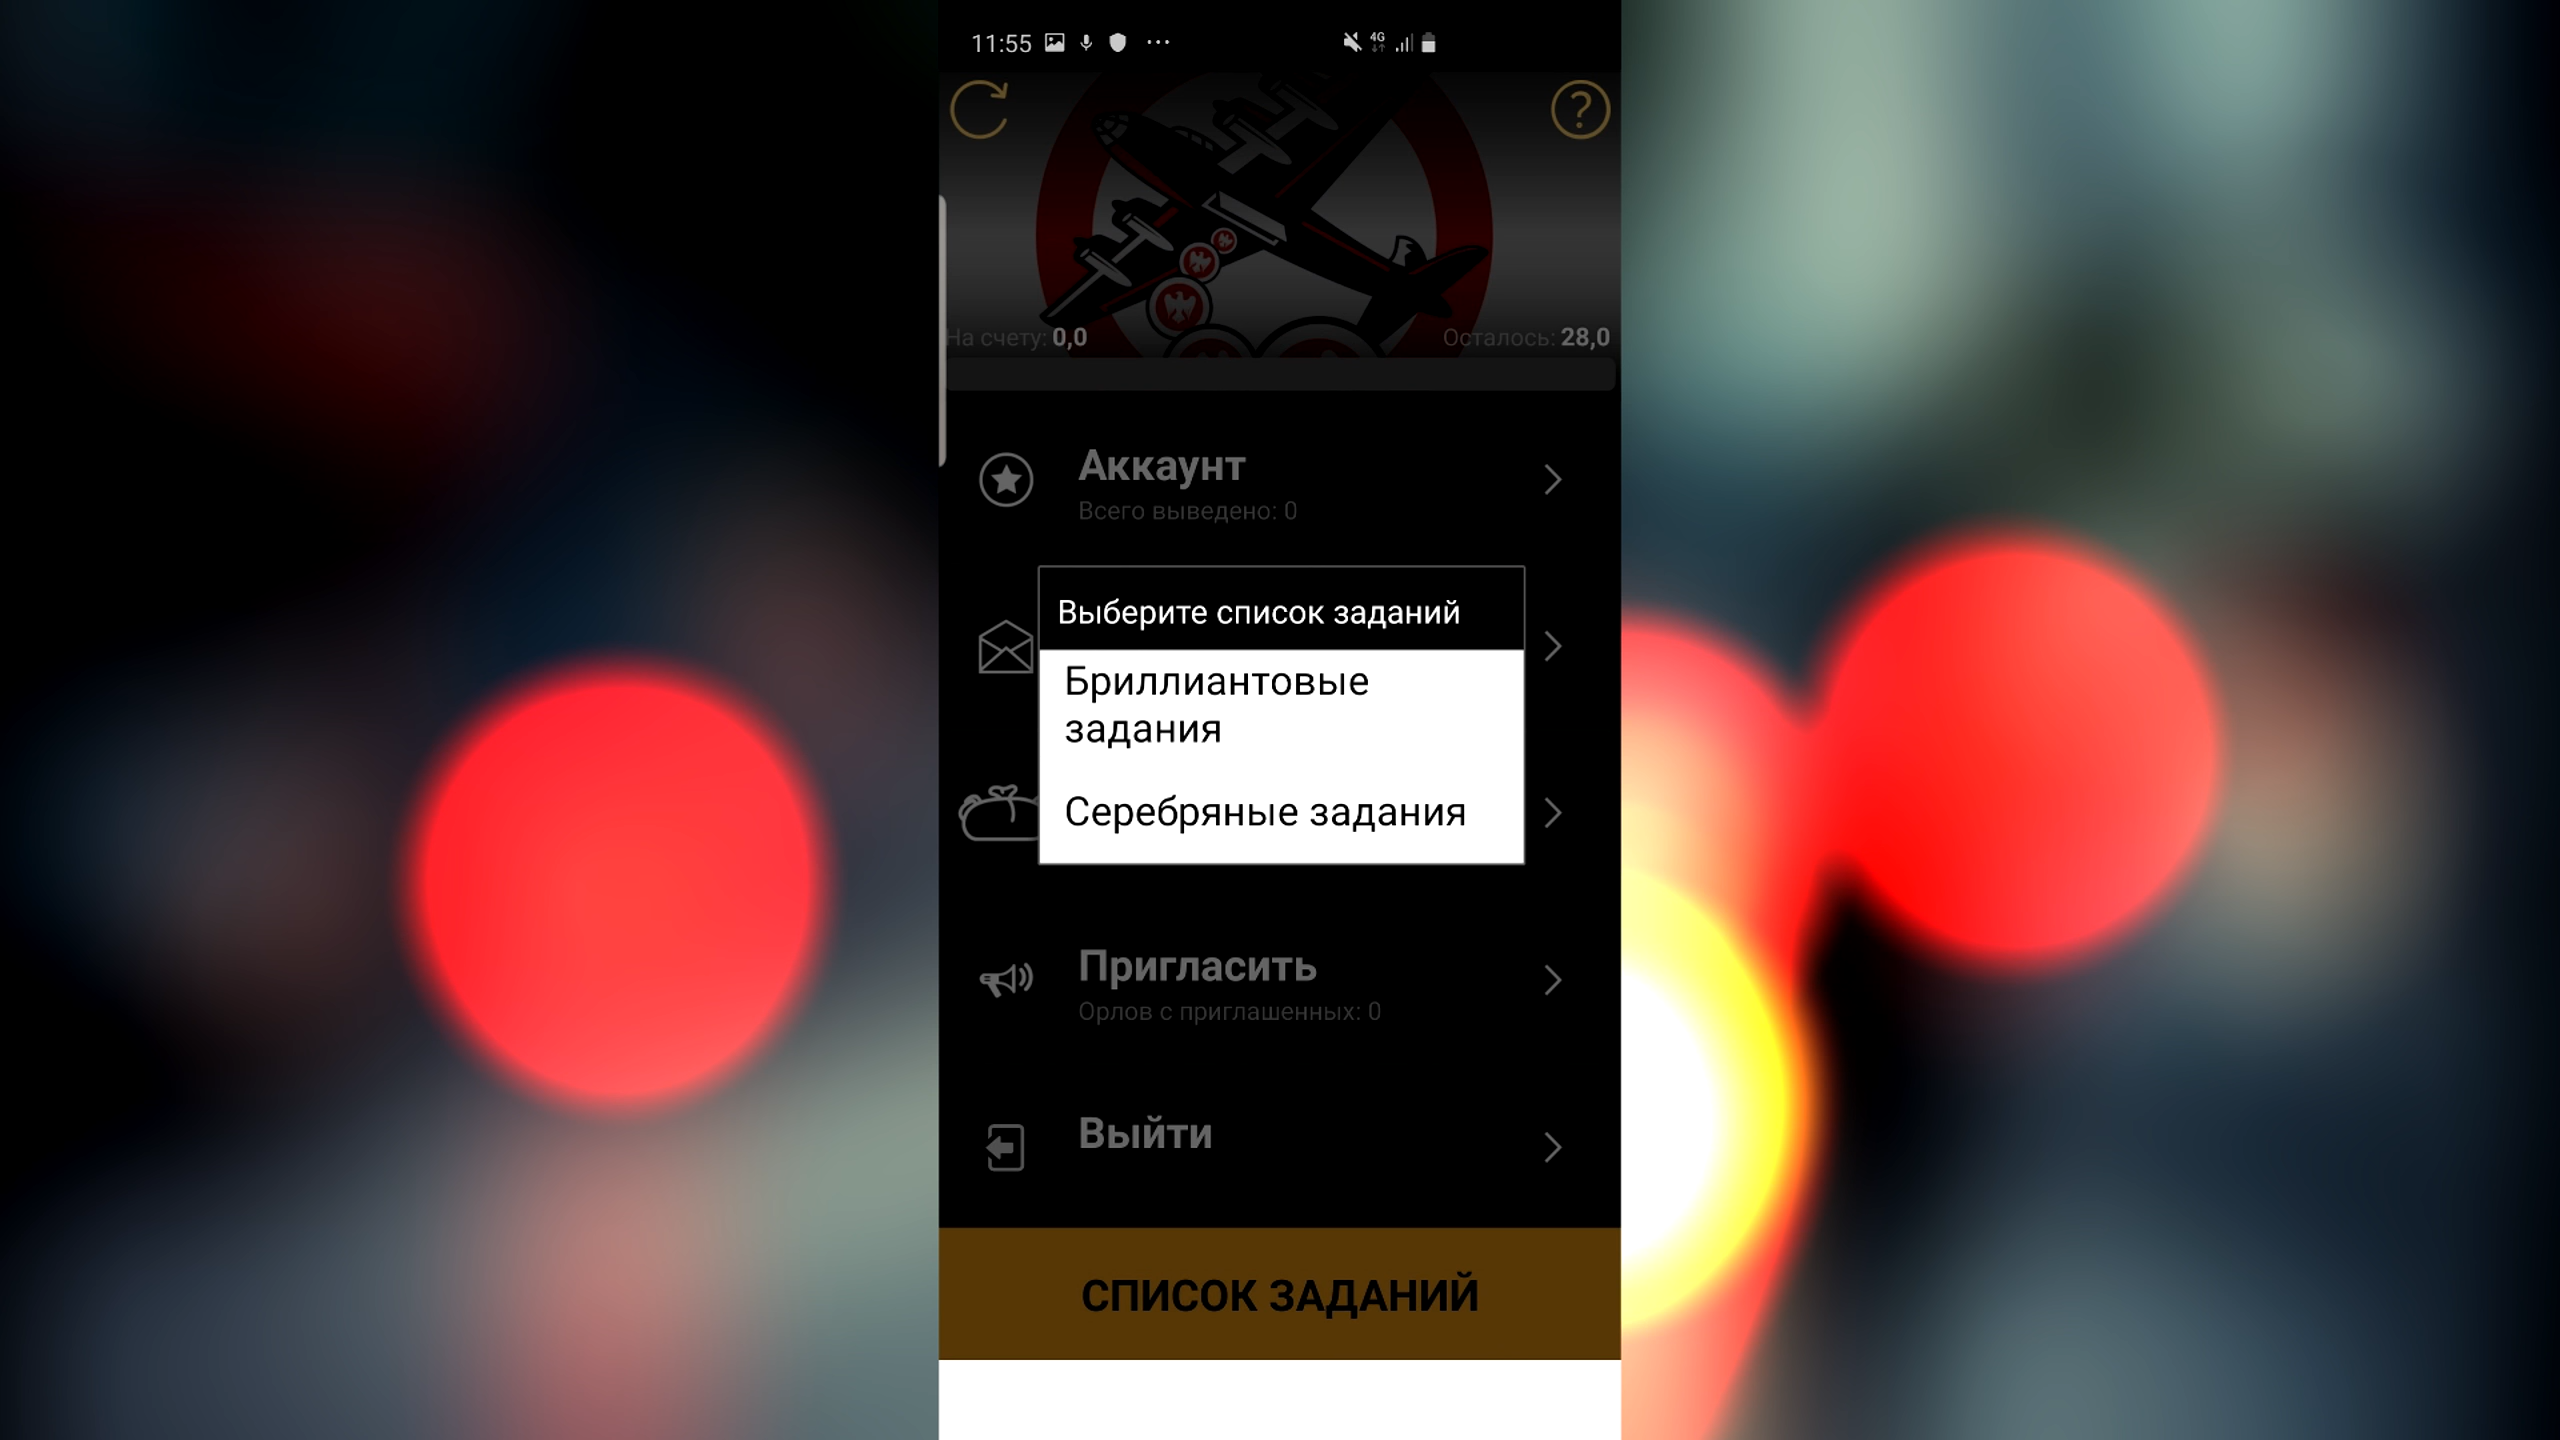 11:55
4G
На счету: 0,0
Осталось: 28,0
Аккаунт
Всего выведено: 0
Выберите список заданий
Бриллиантовые
задания
Серебряные задания
Пригласить
Орлов с приглашенных: 0
Выйти
СПИСОК ЗАДАНИЙ